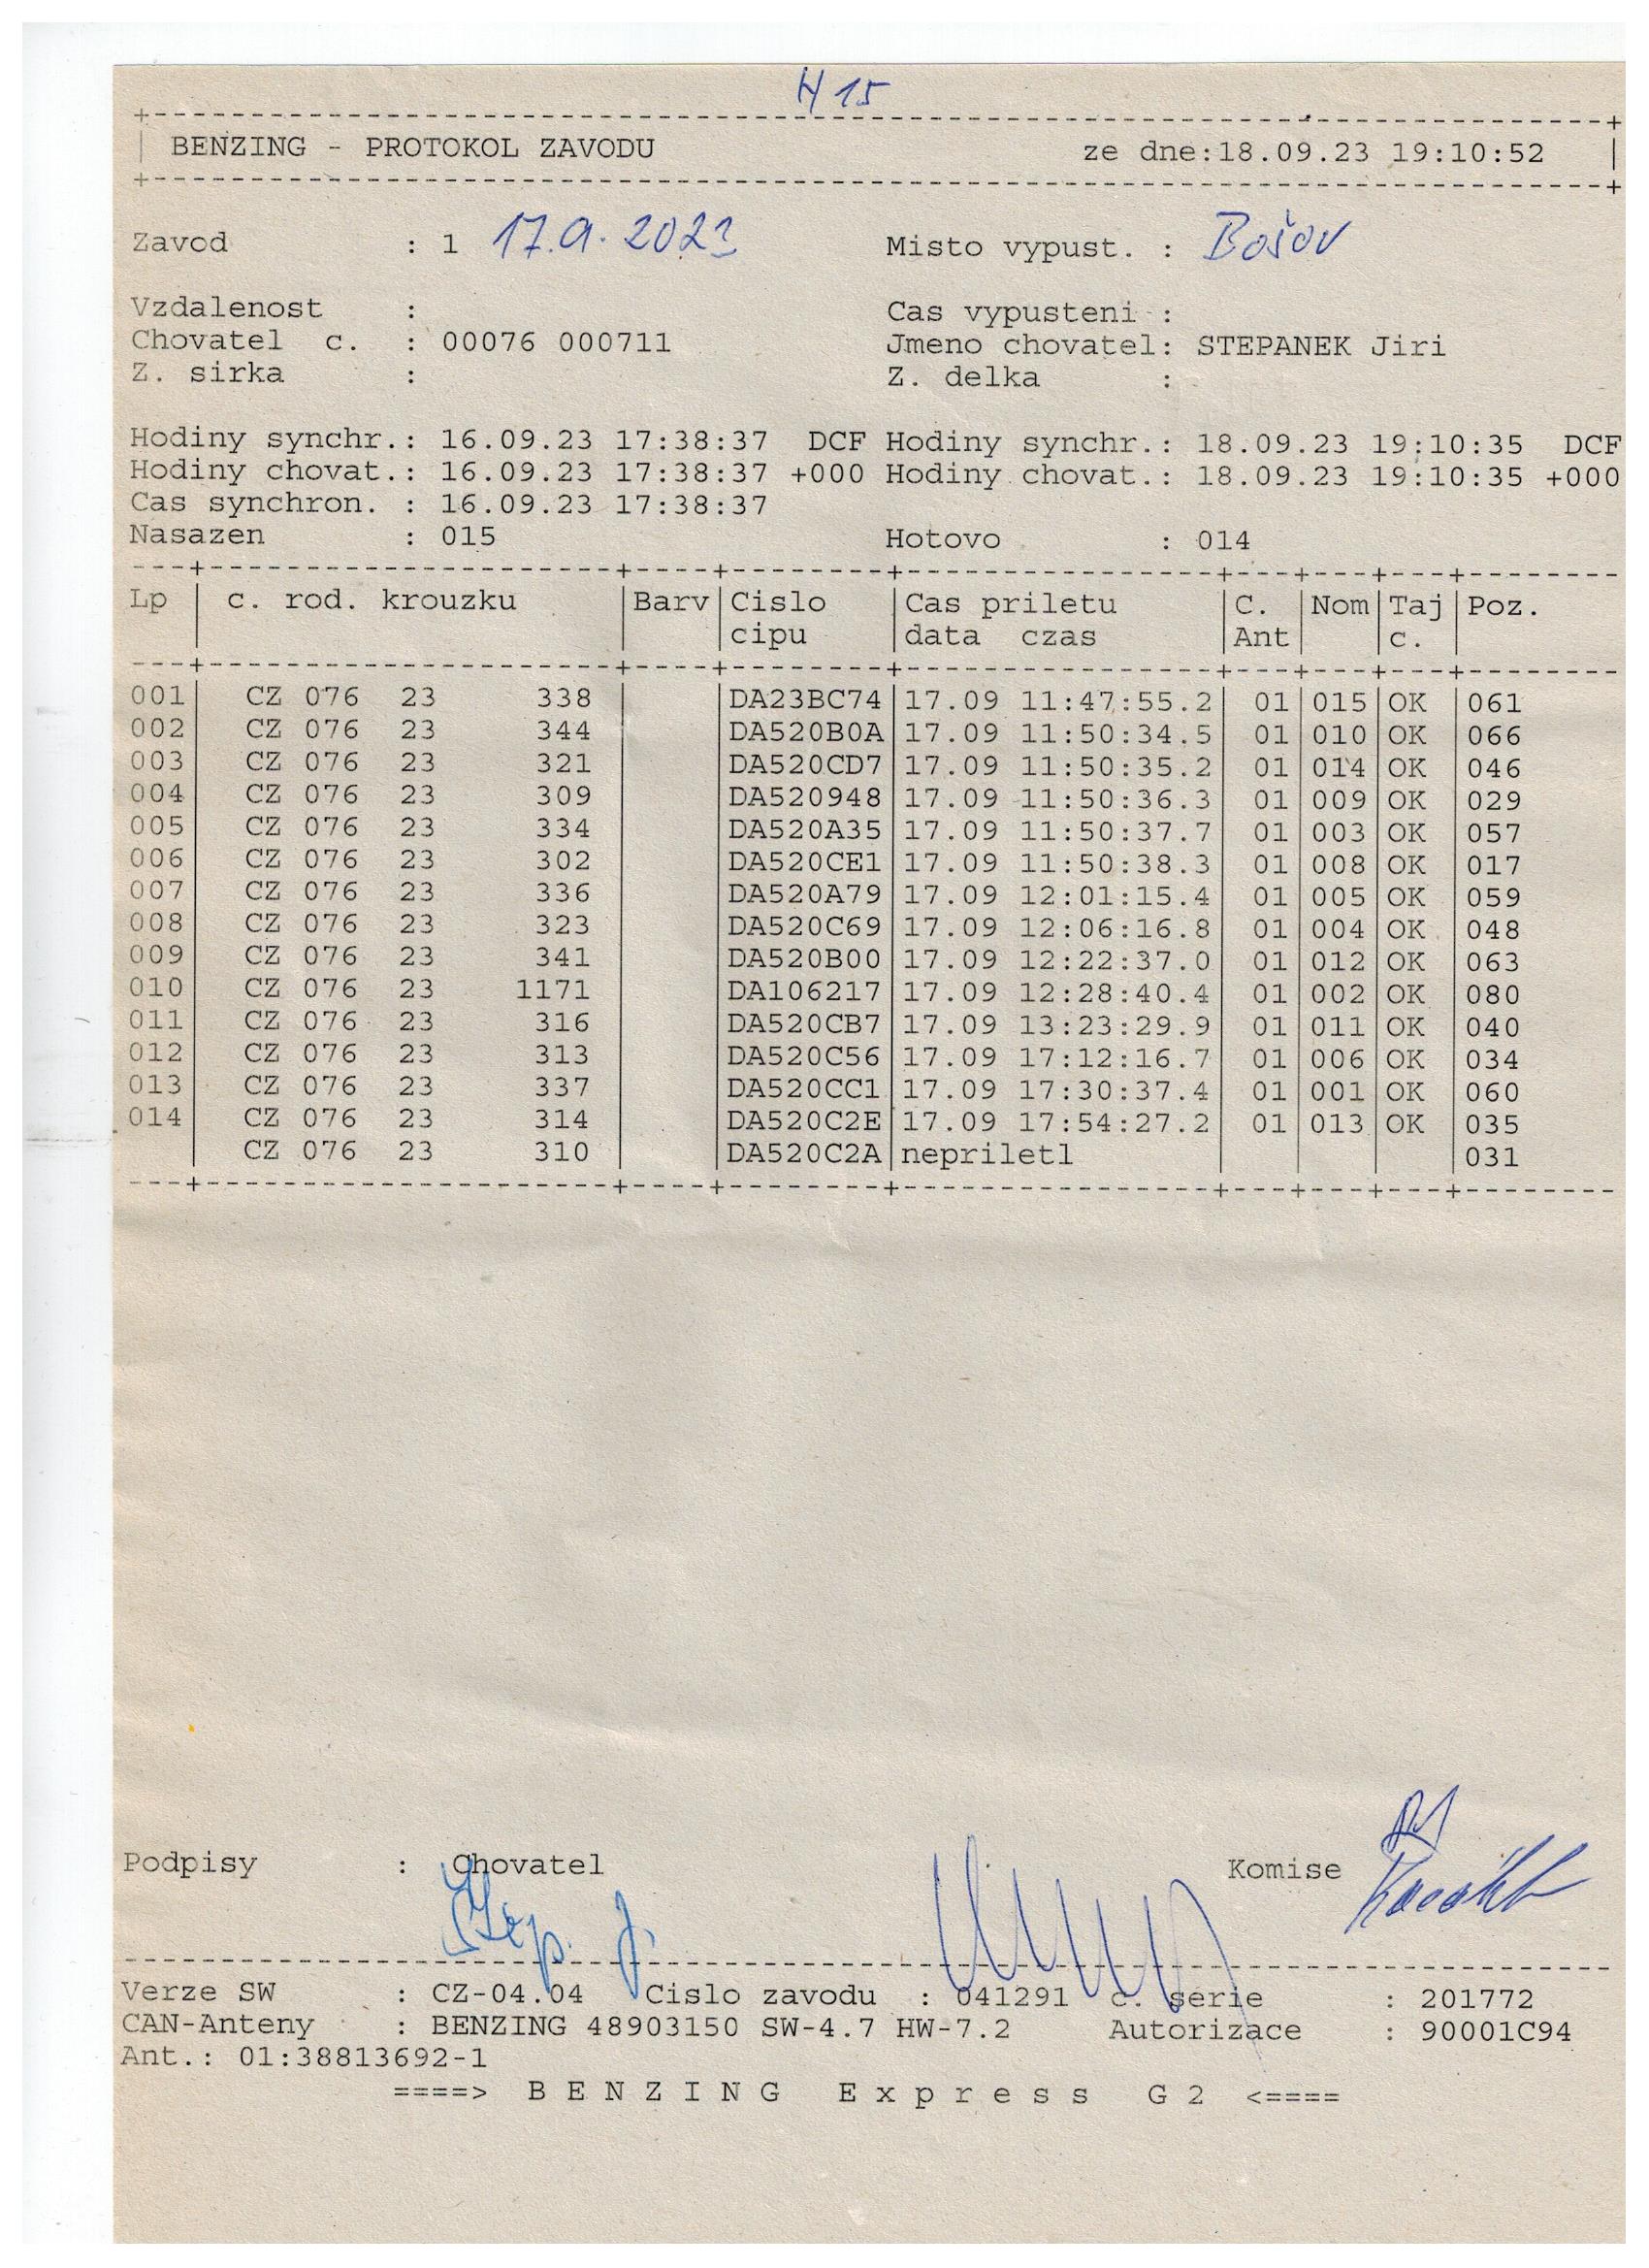 H 15
BENZING - PROTOKOL ZAVODU ze dne:18.09.23 19:10:52
Zavod : 1 17.9.2023 Misto vypust. : Bošov
Vzdalenost : Cas vypusteni :
Chovatel c. : 00076 000711 Jmeno chovatel: STEPANEK Jiri
Z. sirka : Z. delka :
Hodiny synchr.: 16.09.23 17:38:37 DCF Hodiny synchr.: 18.09.23 19:10:35 DCF
Hodiny chovat.: 16.09.23 17:38:37 +000 Hodiny chovat.: 18.09.23 19:10:35 +000
Cas synchron. : 16.09.23 17:38:37
Nasazen : 015 Hotovo : 014
Lp | c. rod. krouzku | Barv | Cislo | Cas priletu | C. | Nom | Taj | Poz.
cipu | data czas | Ant | c.
001 | CZ 076 23 338 | DA23BC74 | 17.09 11:47:55.2 | 01 | 015 | OK | 061
002 | CZ 076 23 344 | DA520B0A | 17.09 11:50:34.5 | 01 | 010 | OK | 066
003 | CZ 076 23 321 | DA520CD7 | 17.09 11:50:35.2 | 01 | 014 | OK | 046
004 | CZ 076 23 309 | DA520948 | 17.09 11:50:36.3 | 01 | 009 | OK | 029
005 | CZ 076 23 334 | DA520A35 | 17.09 11:50:37.7 | 01 | 003 | OK | 057
006 | CZ 076 23 302 | DA520CE1 | 17.09 11:50:38.3 | 01 | 008 | OK | 017
007 | CZ 076 23 336 | DA520A79 | 17.09 12:01:15.4 | 01 | 005 | OK | 059
008 | CZ 076 23 323 | DA520C69 | 17.09 12:06:16.8 | 01 | 004 | OK | 048
009 | CZ 076 23 341 | DA520B00 | 17.09 12:22:37.0 | 01 | 012 | OK | 063
010 | CZ 076 23 1171 | DA106217 | 17.09 12:28:40.4 | 01 | 002 | OK | 080
011 | CZ 076 23 316 | DA520CB7 | 17.09 13:23:29.9 | 01 | 011 | OK | 040
012 | CZ 076 23 313 | DA520C56 | 17.09 17:12:16.7 | 01 | 006 | OK | 034
013 | CZ 076 23 337 | DA520CC1 | 17.09 17:30:37.4 | 01 | 001 | OK | 060
014 | CZ 076 23 314 | DA520C2E | 17.09 17:54:27.2 | 01 | 013 | OK | 035
CZ 076 23 310 | DA520C2A | nepriletl | 031
Podpisy : Chovatel Komise
Štěp. J.
Verze SW : CZ-04.04 Cislo zavodu : 041291 c. serie : 201772
CAN-Anteny : BENZING 48903150 SW-4.7 HW-7.2 Autorizace : 90001C94
Ant.: 01:38813692-1
====> B E N Z I N G E x p r e s s G 2 <====